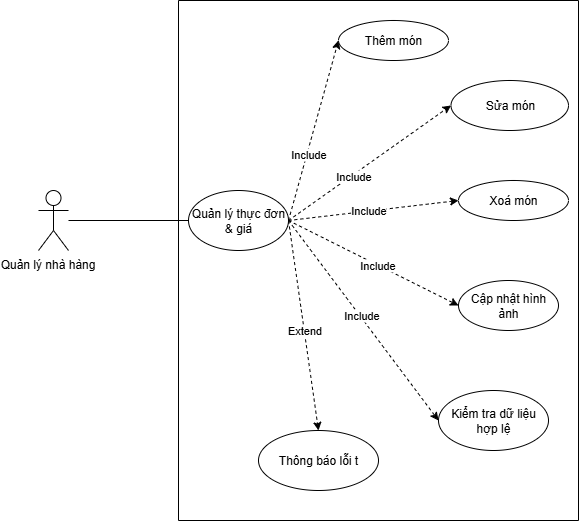 Thêm món
Sửa món
Include
Include
Xoá món
Include
Quản lý thực đơn
& giá
Quản lý nhà hàng
Include
Cập nhật hình
ảnh
Include
Extend
Kiểm tra dữ liệu
hợp lệ
Thông báo lỗi t